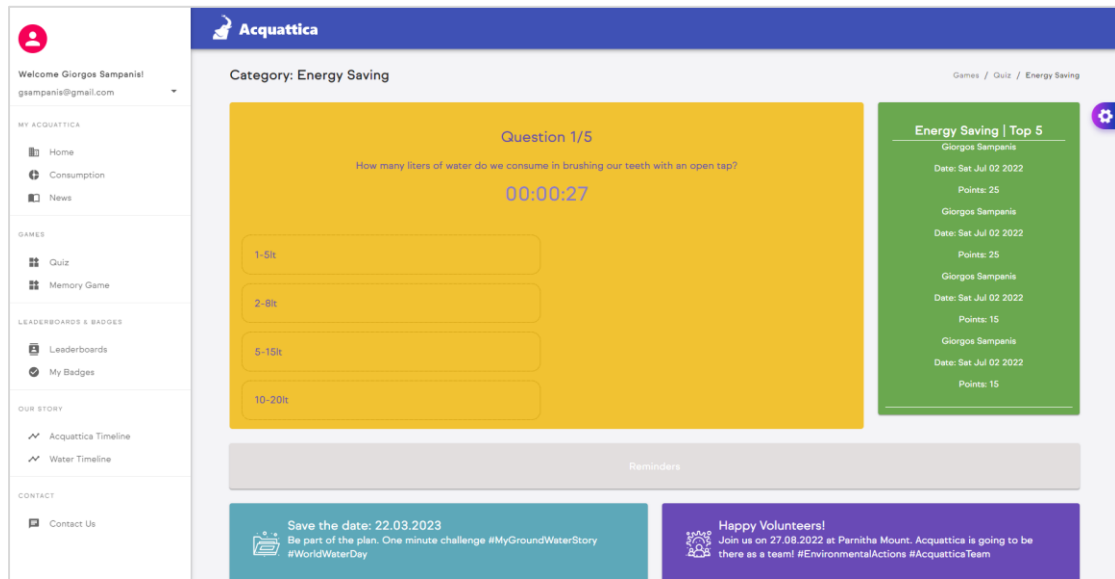 Acquattica
Welcome Giorgos Sampanis!
gsampanis@gmail.com
MY ACQUATTICA
Home
Consumption
News
GAMES
Quiz
Memory Game
LEADERBOARDS & BADGES
Leaderboards
My Badges
OUR STORY
Acquattica Timeline
Water Timeline
CONTACT
Contact Us
Category: Energy Saving
Games / Quiz / Energy Saving
Question 1/5
How many liters of water do we consume in brushing our teeth with an open tap?
00:00:27
1-5lt
2-8lt
5-15lt
10-20lt
Energy Saving | Top 5
Giorgos Sampanis
Date: Sat Jul 02 2022
Points: 25
Giorgos Sampanis
Date: Sat Jul 02 2022
Points: 25
Giorgos Sampanis
Date: Sat Jul 02 2022
Points: 15
Giorgos Sampanis
Date: Sat Jul 02 2022
Points: 15
Reminders
Save the date: 22.03.2023
Be part of the plan. One minute challenge #MyGroundWaterStory
#WorldWaterDay
Happy Volunteers!
Join us on 27.08.2022 at Parnitha Mount. Acquattica is going to be
there as a team! #EnvironmentalActions #AcquatticaTeam